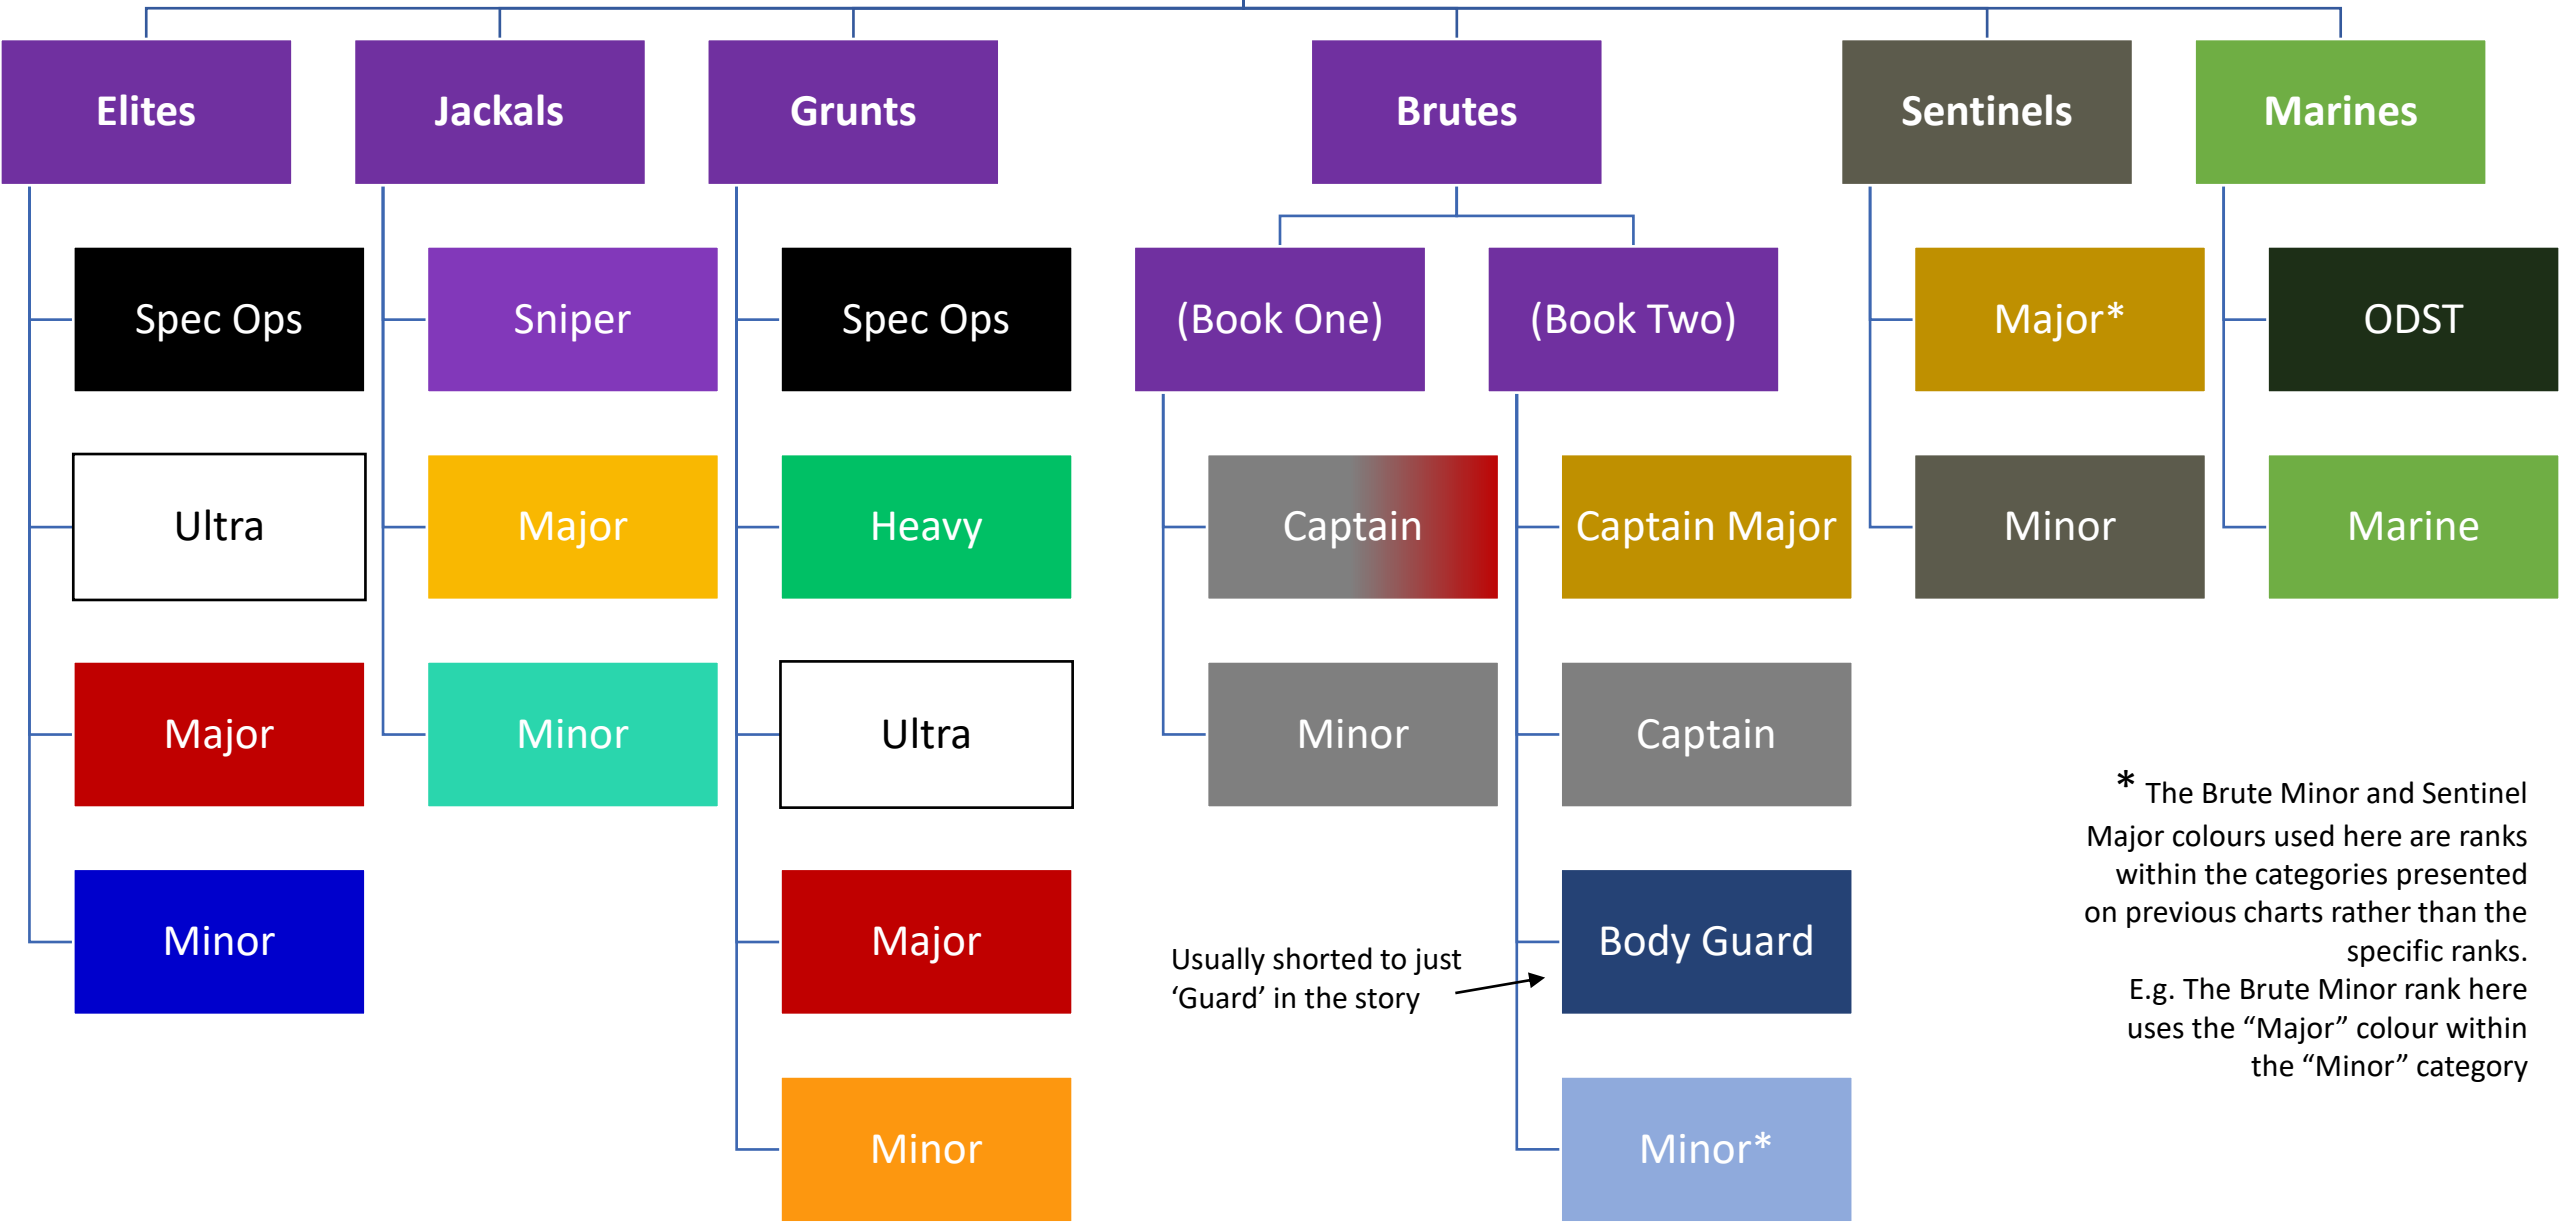 Elites
Jackals
Grunts
Brutes
Sentinels
Marines
Spec Ops
Ultra
Major
Minor
Sniper
Major
Minor
Spec Ops
Heavy
Ultra
Major
Minor
(Book One)
Captain
Minor
(Book Two)
Captain Major
Captain
Body Guard
Minor*
Usually shorted to just
‘Guard’ in the story
Major*
Minor
ODST
Marine
* The Brute Minor and Sentinel
Major colours used here are ranks
within the categories presented
on previous charts rather than the
specific ranks.
E.g. The Brute Minor rank here
uses the “Major” colour within
the “Minor” category